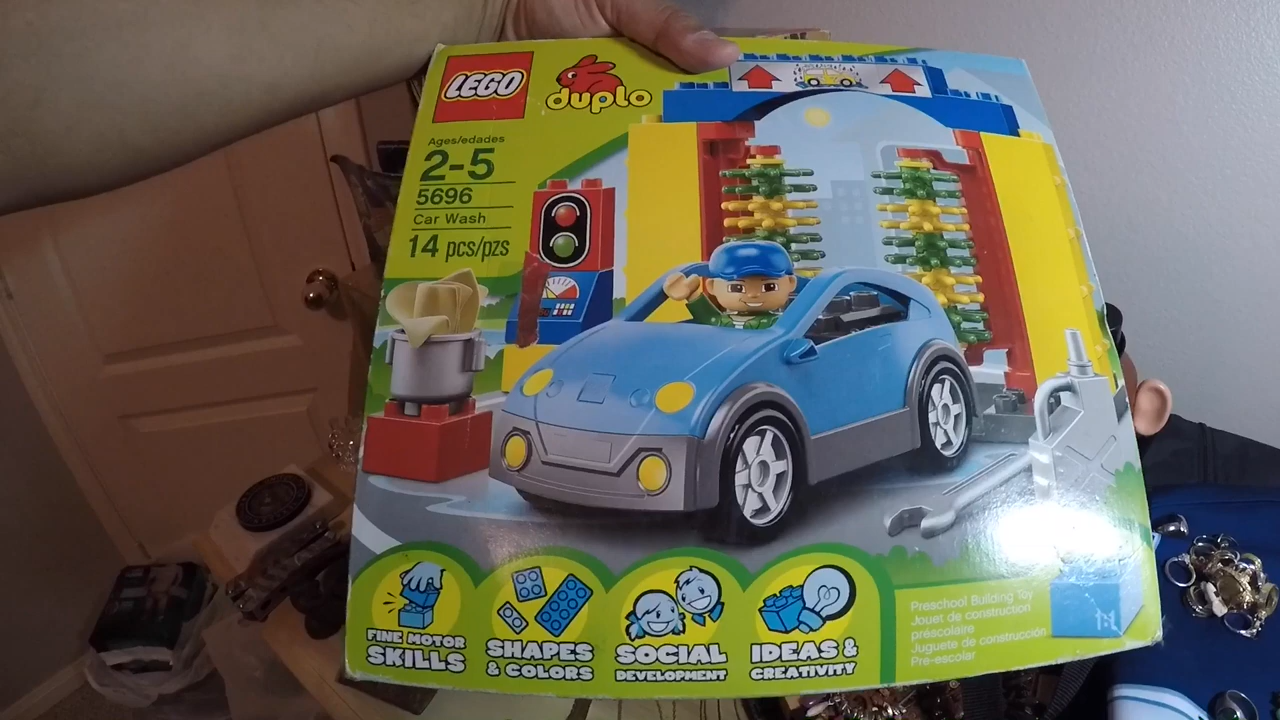 LEGO
duplo
Ages/edades
2-5
5696
Car Wash
14 pcs/pzs
FINE MOTOR
SKILLS
SHAPES
& COLORS
SOCIAL
DEVELOPMENT
IDEAS &
CREATIVITY
Preschool Building Toy
Jouet de construction
préscolaire
Juguete de construcción
Pre-escolar
1:1